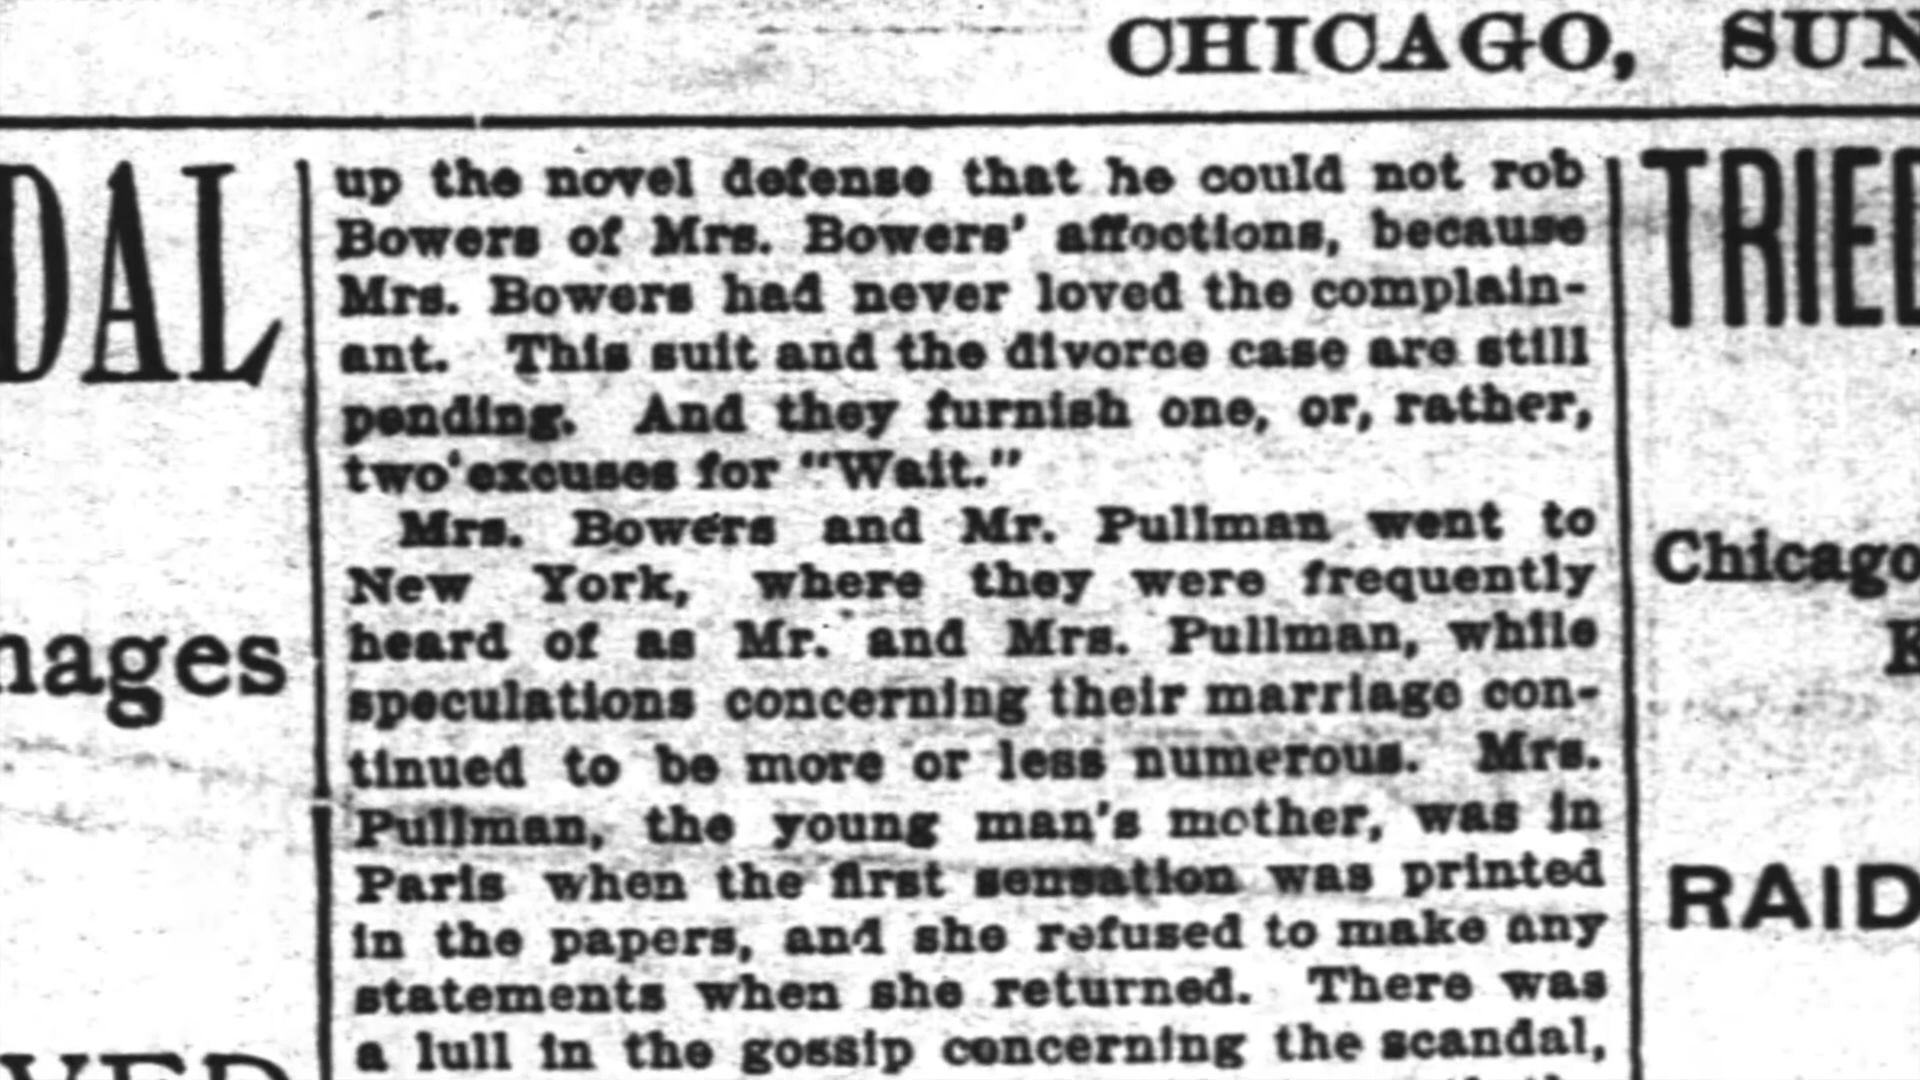 CHICAGO, SUN
DAL
mages
up the novel defense that he could not rob
Bowers of Mrs. Bowers' affections, because
Mrs. Bowers had never loved the complain-
ant. This suit and the divorce case are still
pending. And they furnish one, or, rather,
two excuses for "Wait."
Mrs. Bowers and Mr. Pullman went to
New York, where they were frequently
heard of as Mr. and Mrs. Pullman, while
speculations concerning their marriage con-
tinued to be more or less numerous. Mrs.
Pullman, the young man's mother, was in
Paris when the first sensation was printed
in the papers, and she refused to make any
statements when she returned. There was
a lull in the gossip concerning the scandal,
TRIED
Chicago
RAID